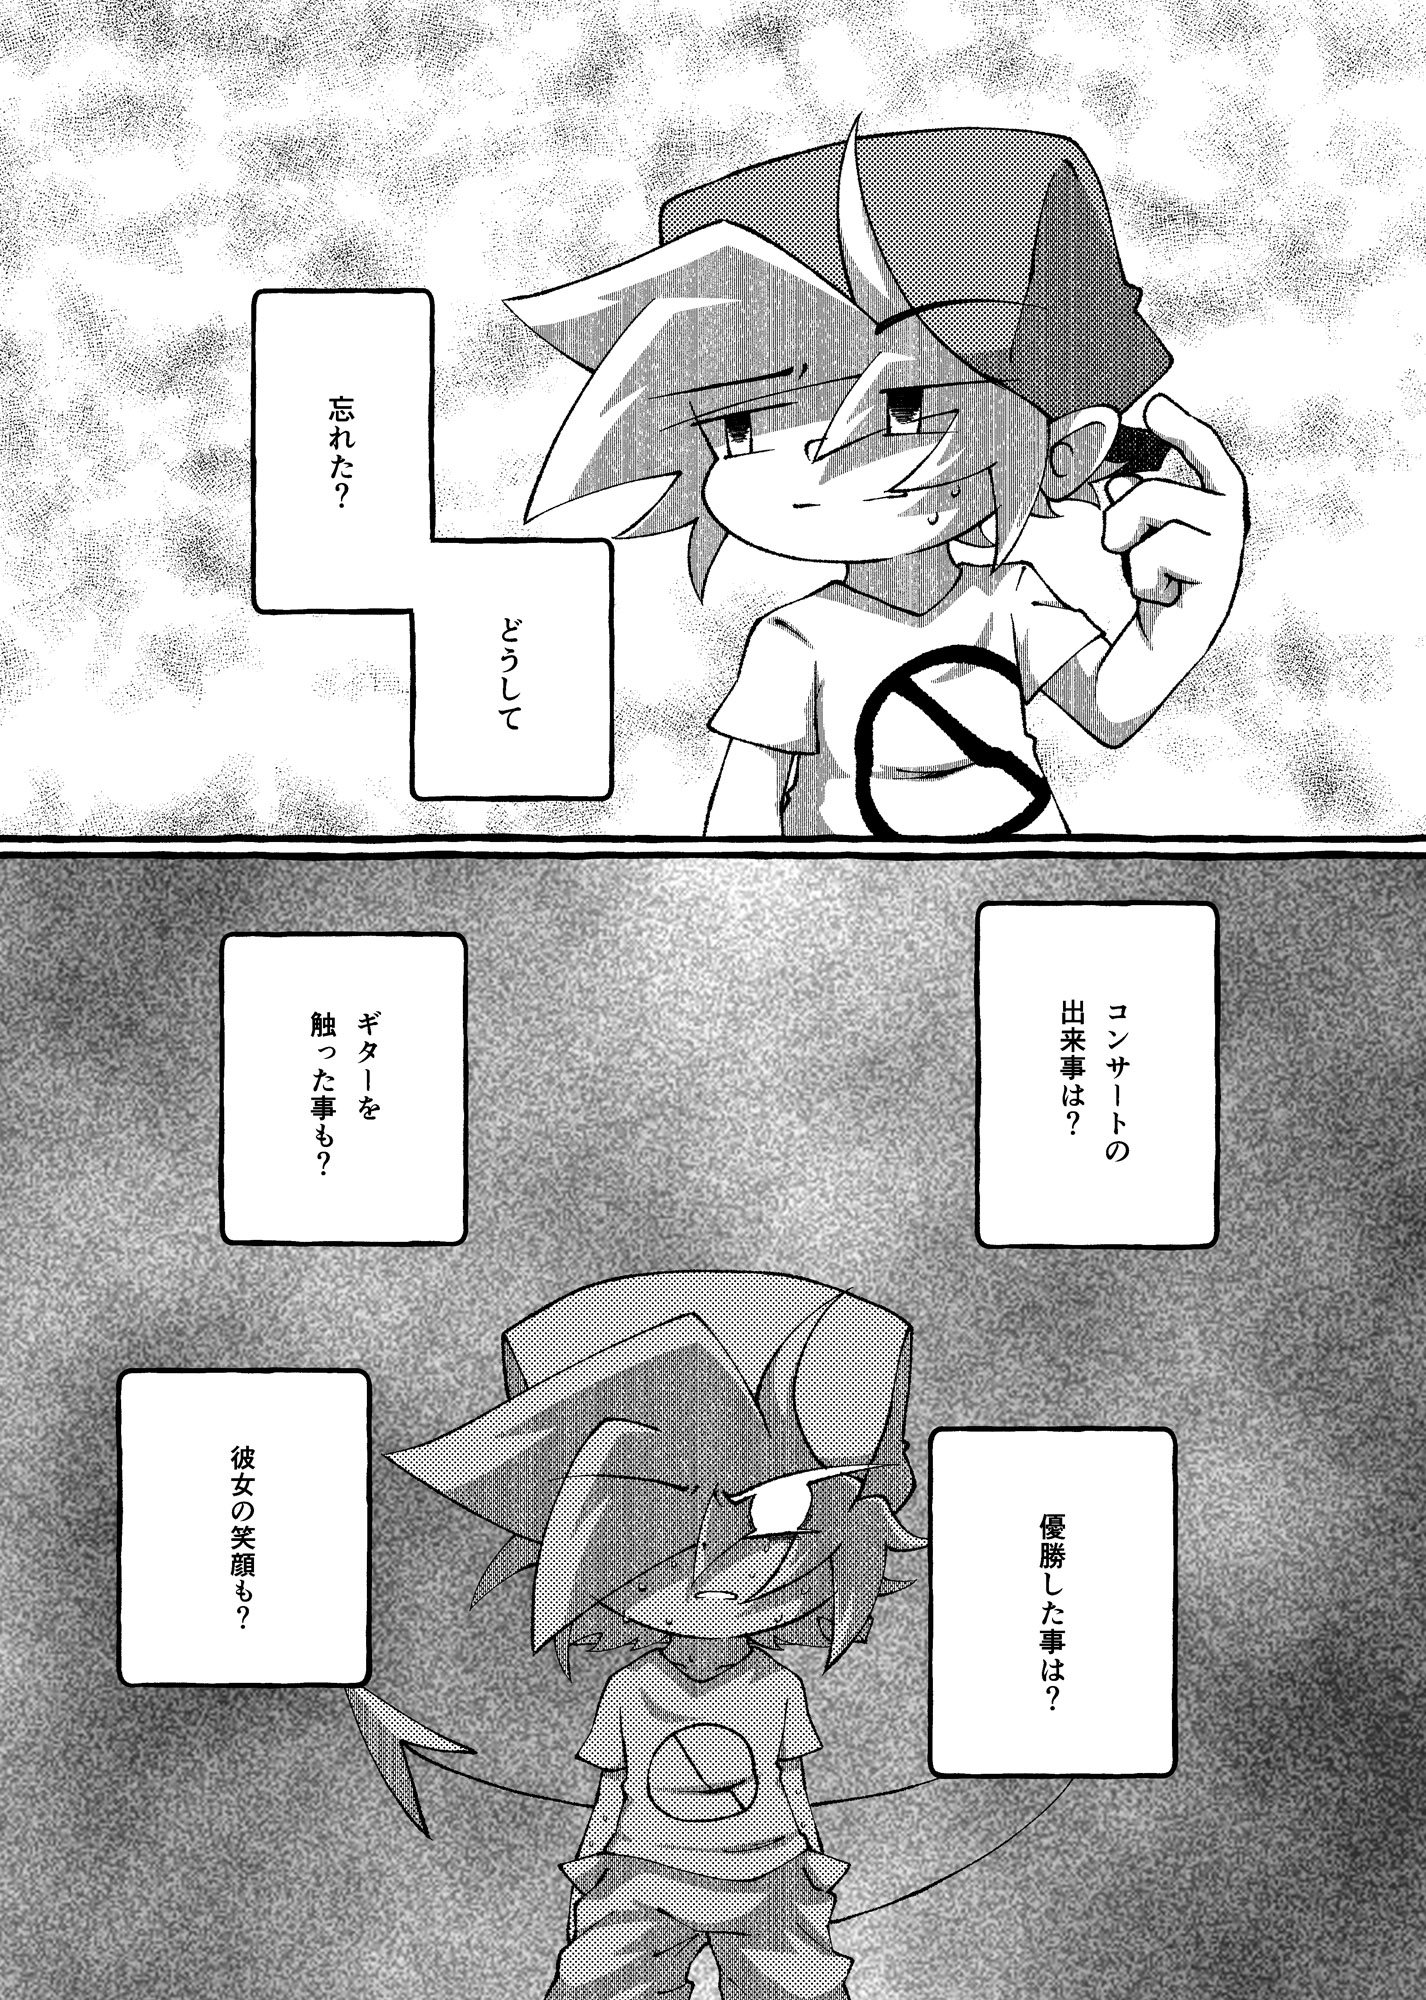 どうして
忘れた?
コンサートの
出来事は?
ギターを
触った事も?
優勝した事は?
彼女の笑顔も?